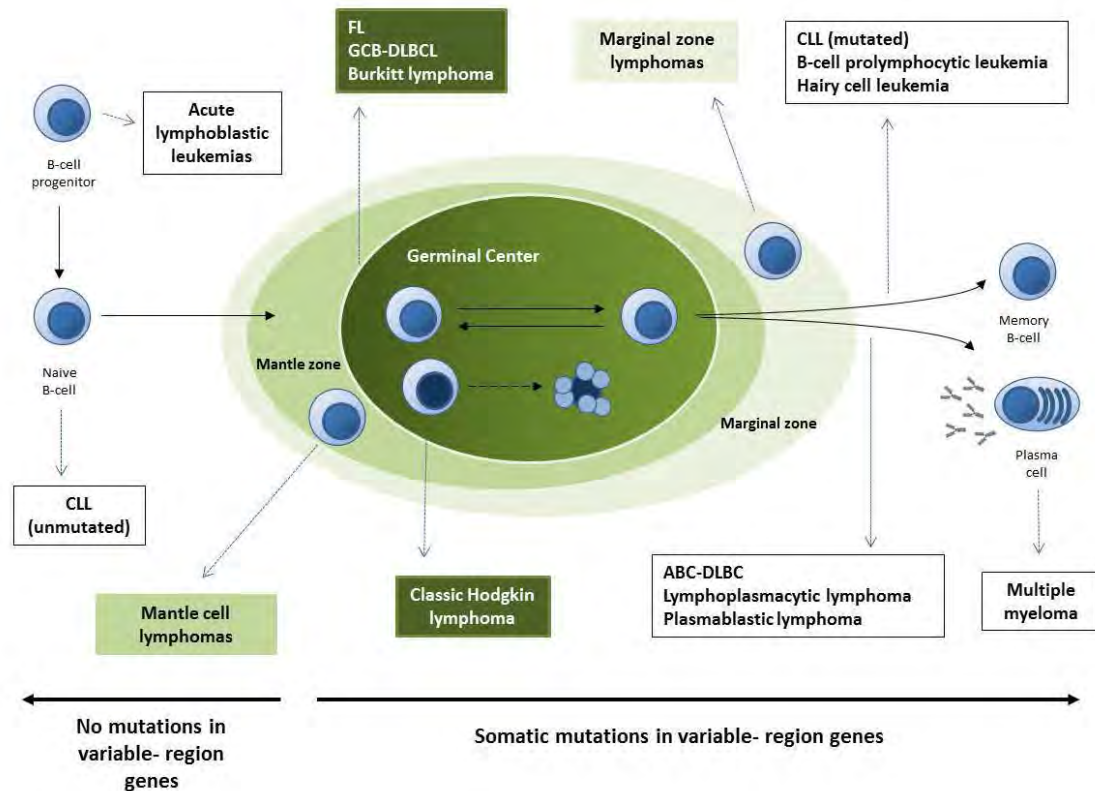 FL
GCB-DLBCL
Burkitt lymphoma
Marginal zone
lymphomas
CLL (mutated)
B-cell prolymphocytic leukemia
Hairy cell leukemia
Acute
lymphoblastic
leukemias
B-cell
progenitor
Germinal Center
Naive
B-cell
Mantle zone
Marginal zone
Memory
B-cell
Plasma
cell
CLL
(unmutated)
Mantle cell
lymphomas
Classic Hodgkin
lymphoma
ABC-DLBC
Lymphoplasmacytic lymphoma
Plasmablastic lymphoma
Multiple
myeloma
No mutations in
variable- region
genes
Somatic mutations in variable- region genes